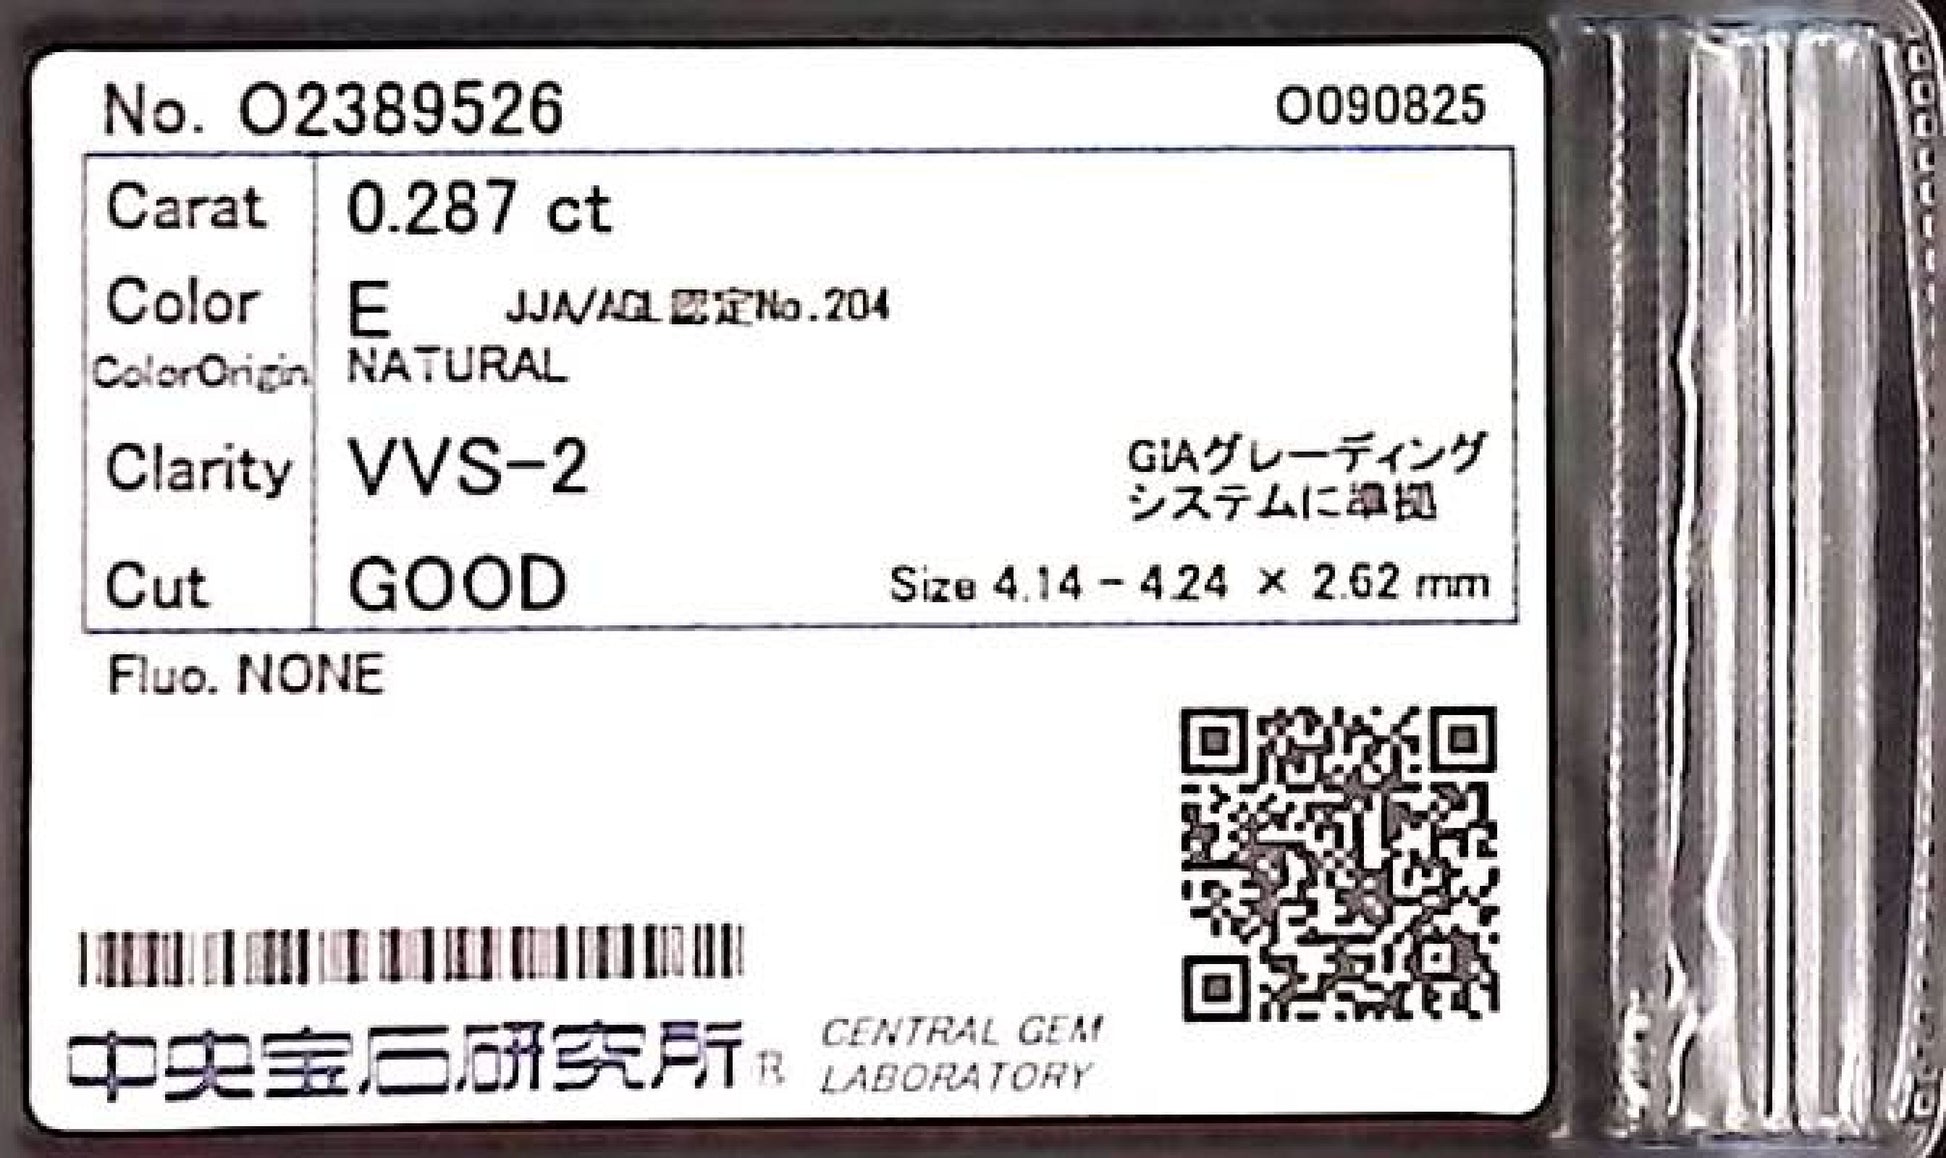 No. O2389526 O090825
Carat 0.287 ct
Color E JJA/AGL認定No.204
ColorOrigin NATURAL
Clarity VVS-2 GIAグレーディング
システムに準拠
Cut GOOD Size 4.14 - 4.24 × 2.62 mm
Fluo. NONE
中央宝石研究所® CENTRAL GEM
LABORATORY